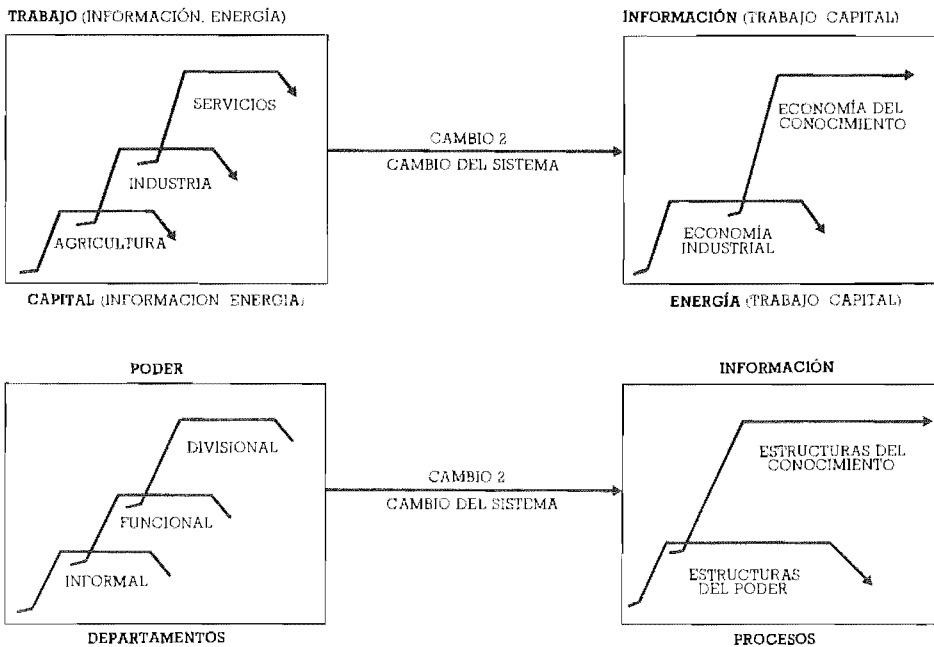 TRABAJO (INFORMACIÓN, ENERGÍA)
SERVICIOS
INDUSTRIA
AGRICULTURA
CAPITAL (INFORMACION ENERGIA)
CAMBIO 2
CAMBIO DEL SISTEMA
INFORMACIÓN (TRABAJO CAPITAL)
ECONOMÍA DEL
CONOCIMIENTO
ECONOMÍA
INDUSTRIAL
ENERGÍA (TRABAJO CAPITAL)
PODER
DIVISIONAL
FUNCIONAL
INFORMAL
DEPARTAMENTOS
CAMBIO 2
CAMBIO DEL SISTEMA
INFORMACIÓN
ESTRUCTURAS DEL
CONOCIMIENTO
ESTRUCTURAS
DEL PODER
PROCESOS